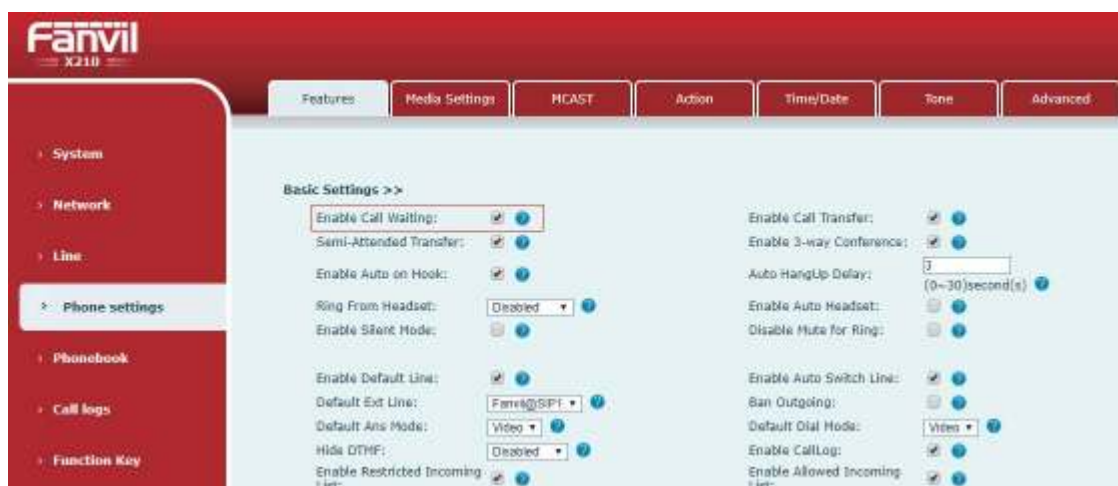 Fanvil
X210
Features Media Settings MCAST Action Time/Date Tone Advanced
System
Network
Line
Phone settings
Phonebook
Call logs
Function Key
Basic Settings >>
Enable Call Waiting: Enable Call Transfer:
Semi-Attended Transfer: Enable 3-way Conference:
Enable Auto on Hook: Auto HangUp Delay: 3 (0~30)second(s)
Ring From Headset: Disabled Enable Auto Headset:
Enable Silent Mode: Disable Mute for Ring:
Enable Default Line: Enable Auto Switch Line:
Default Ext Line: Fanvil@SIP1 Ban Outgoing:
Default Ans Mode: Video Default Dial Mode: Video
Hide DTMF: Disabled Enable CallLog:
Enable Restricted Incoming List: Enable Allowed Incoming List: